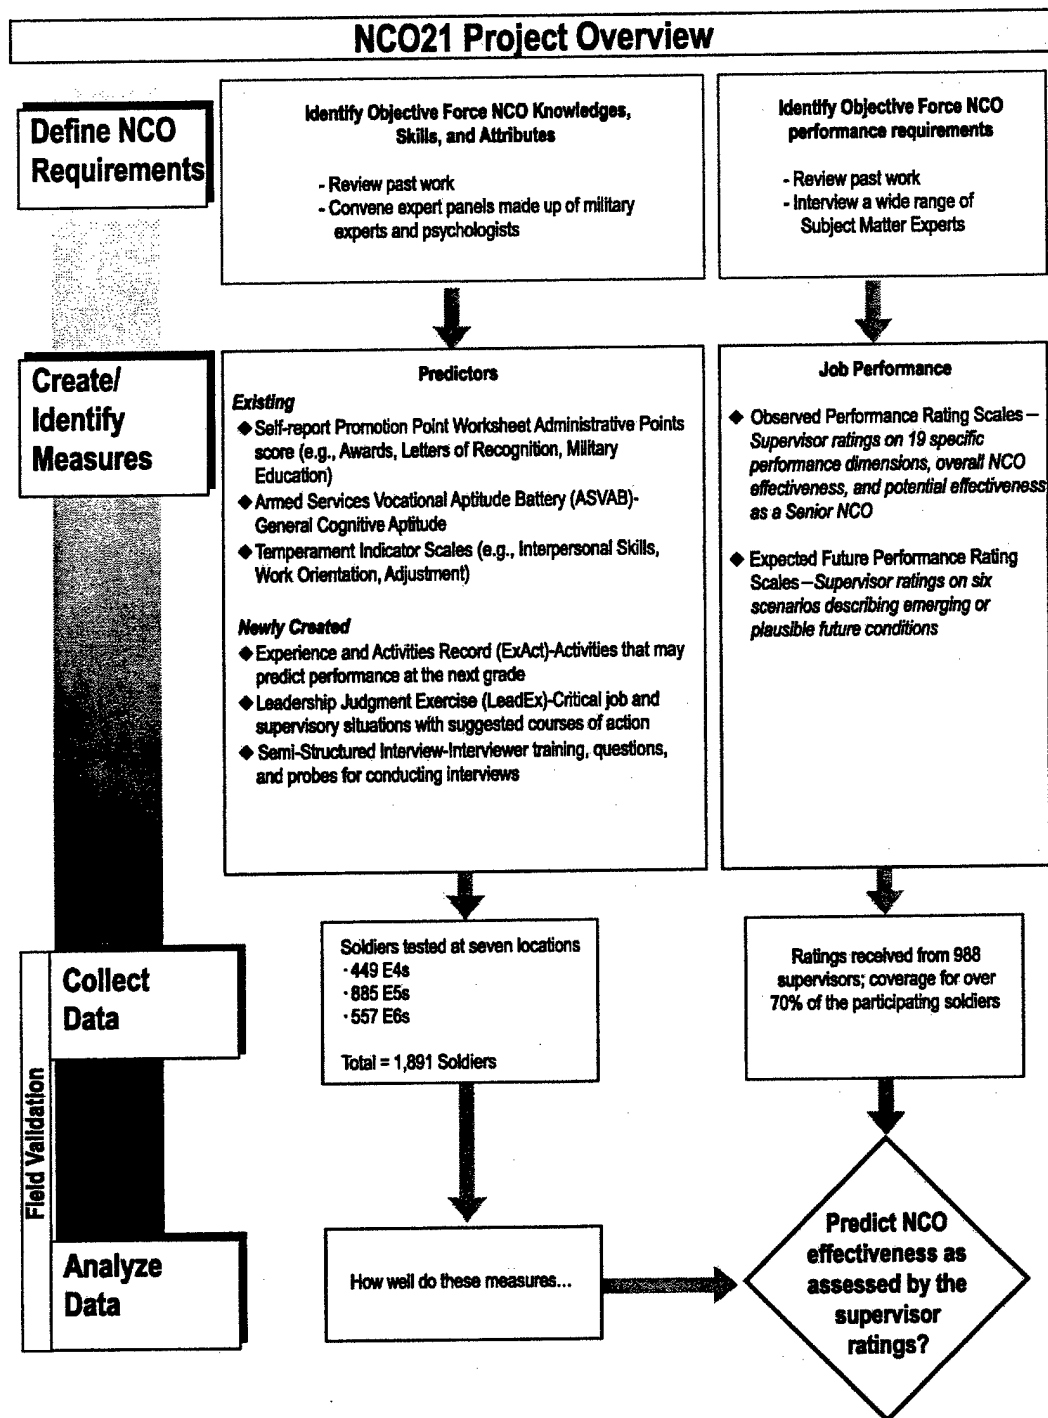 NCO21 Project Overview
Define NCO
Requirements
Identify Objective Force NCO Knowledges,
Skills, and Attributes
- Review past work
- Convene expert panels made up of military
experts and psychologists
Identify Objective Force NCO
performance requirements
- Review past work
- Interview a wide range of
Subject Matter Experts
Create/
Identify
Measures
Predictors
Existing
◆ Self-report Promotion Point Worksheet Administrative Points
score (e.g., Awards, Letters of Recognition, Military
Education)
◆ Armed Services Vocational Aptitude Battery (ASVAB)-
General Cognitive Aptitude
◆ Temperament Indicator Scales (e.g., Interpersonal Skills,
Work Orientation, Adjustment)
Newly Created
◆ Experience and Activities Record (ExAct)-Activities that may
predict performance at the next grade
◆ Leadership Judgment Exercise (LeadEx)-Critical job and
supervisory situations with suggested courses of action
◆ Semi-Structured Interview-Interviewer training, questions,
and probes for conducting interviews
Job Performance
◆ Observed Performance Rating Scales—
Supervisor ratings on 19 specific
performance dimensions, overall NCO
effectiveness, and potential effectiveness
as a Senior NCO
◆ Expected Future Performance Rating
Scales—Supervisor ratings on six
scenarios describing emerging or
plausible future conditions
Field Validation
Collect
Data
Soldiers tested at seven locations
· 449 E4s
· 885 E5s
· 557 E6s
Total = 1,891 Soldiers
Ratings received from 988
supervisors; coverage for over
70% of the participating soldiers
Analyze
Data
How well do these measures...
Predict NCO
effectiveness as
assessed by the
supervisor
ratings?